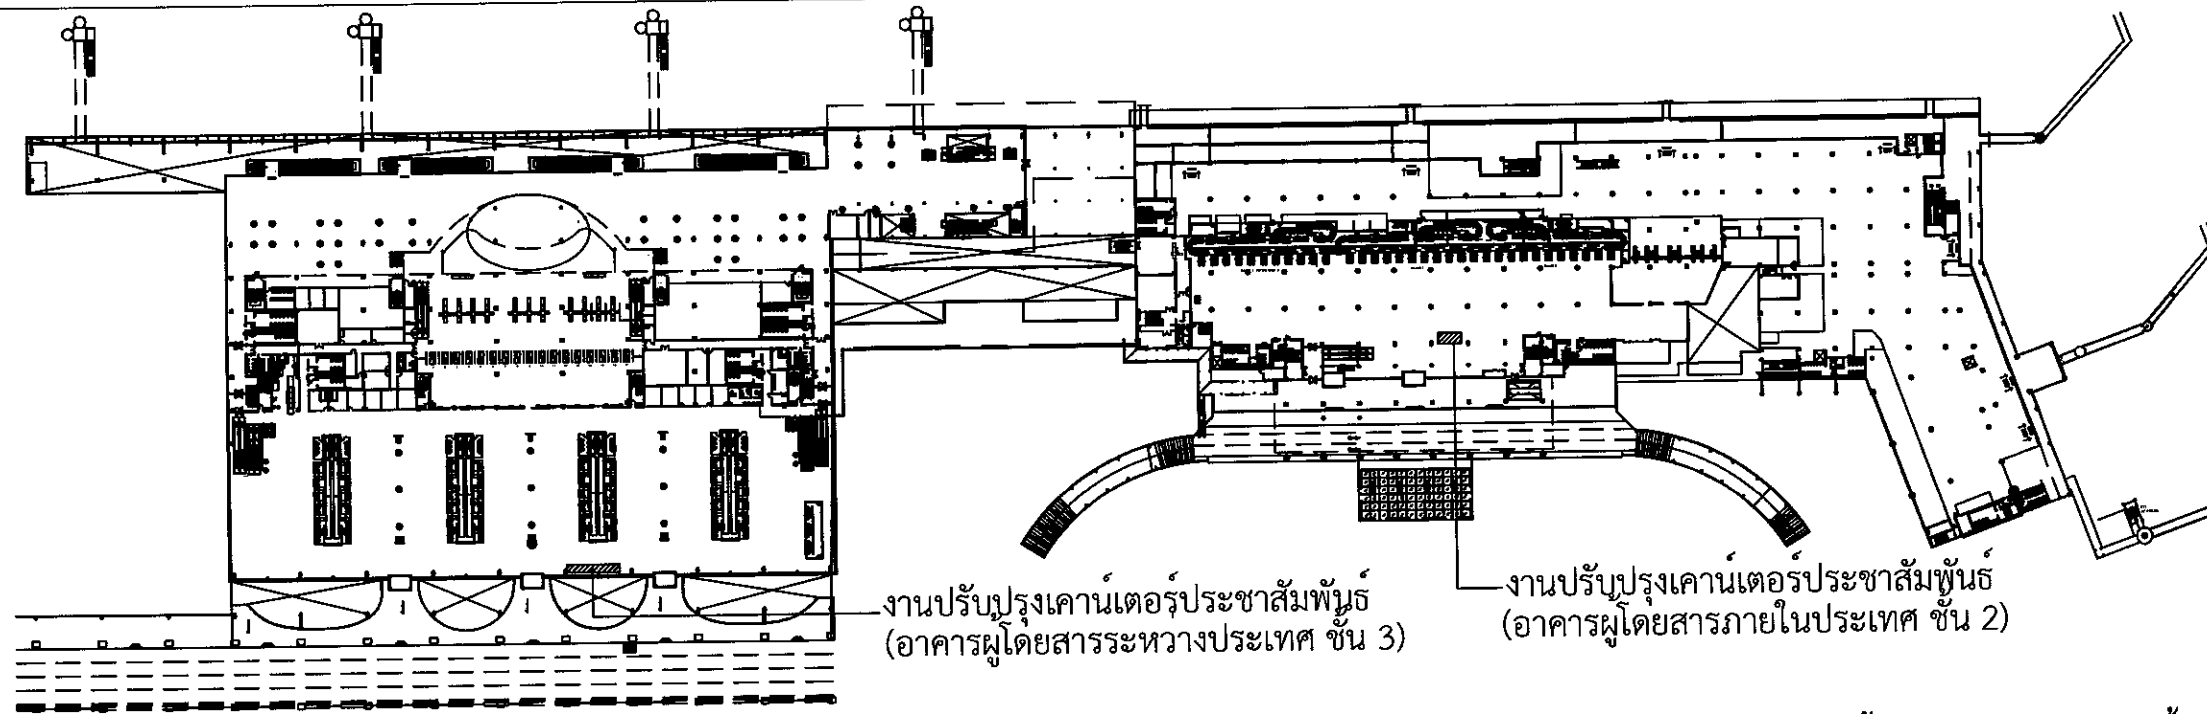 งานปรับปรุงเคาน์เตอร์ประชาสัมพันธ์
(อาคารผู้โดยสารระหว่างประเทศ ชั้น 3)
งานปรับปรุงเคาน์เตอร์ประชาสัมพันธ์
(อาคารผู้โดยสารภายในประเทศ ชั้น 2)